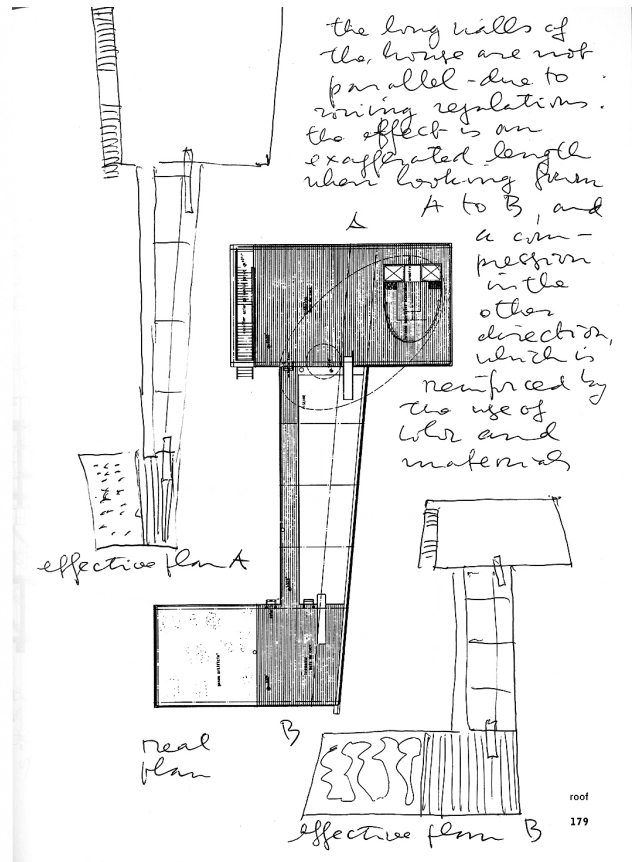 the long walls of
the house are not
parallel - due to
zoning regulations.
the effect is an
exaggerated length
when looking from
A to B, and
a com-
pression
in the
other
direction,
which is
reinforced by
the use of
color and
materials
A
effective plan A
B
real
plan
effective plan B
roof
179